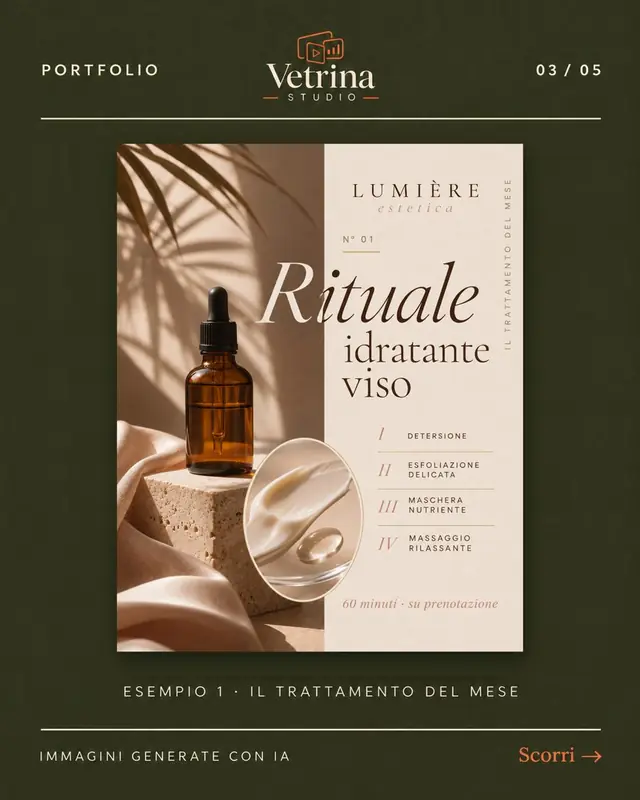 PORTFOLIO
Vetrina
STUDIO
03 / 05
LUMIÈRE
estetica
N° 01
IL TRATTAMENTO DEL MESE
Rituale
idratante
viso
I DETERSIONE
II ESFOLIAZIONE
DELICATA
III MASCHERA
NUTRIENTE
IV MASSAGGIO
RILASSANTE
60 minuti · su prenotazione
ESEMPIO 1 · IL TRATTAMENTO DEL MESE
IMMAGINI GENERATE CON IA
Scorri →